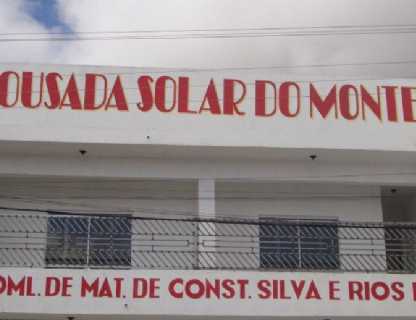 OUSADA SOLAR DO MONTE
OML. DE MAT. DE CONST. SILVA E RIOS